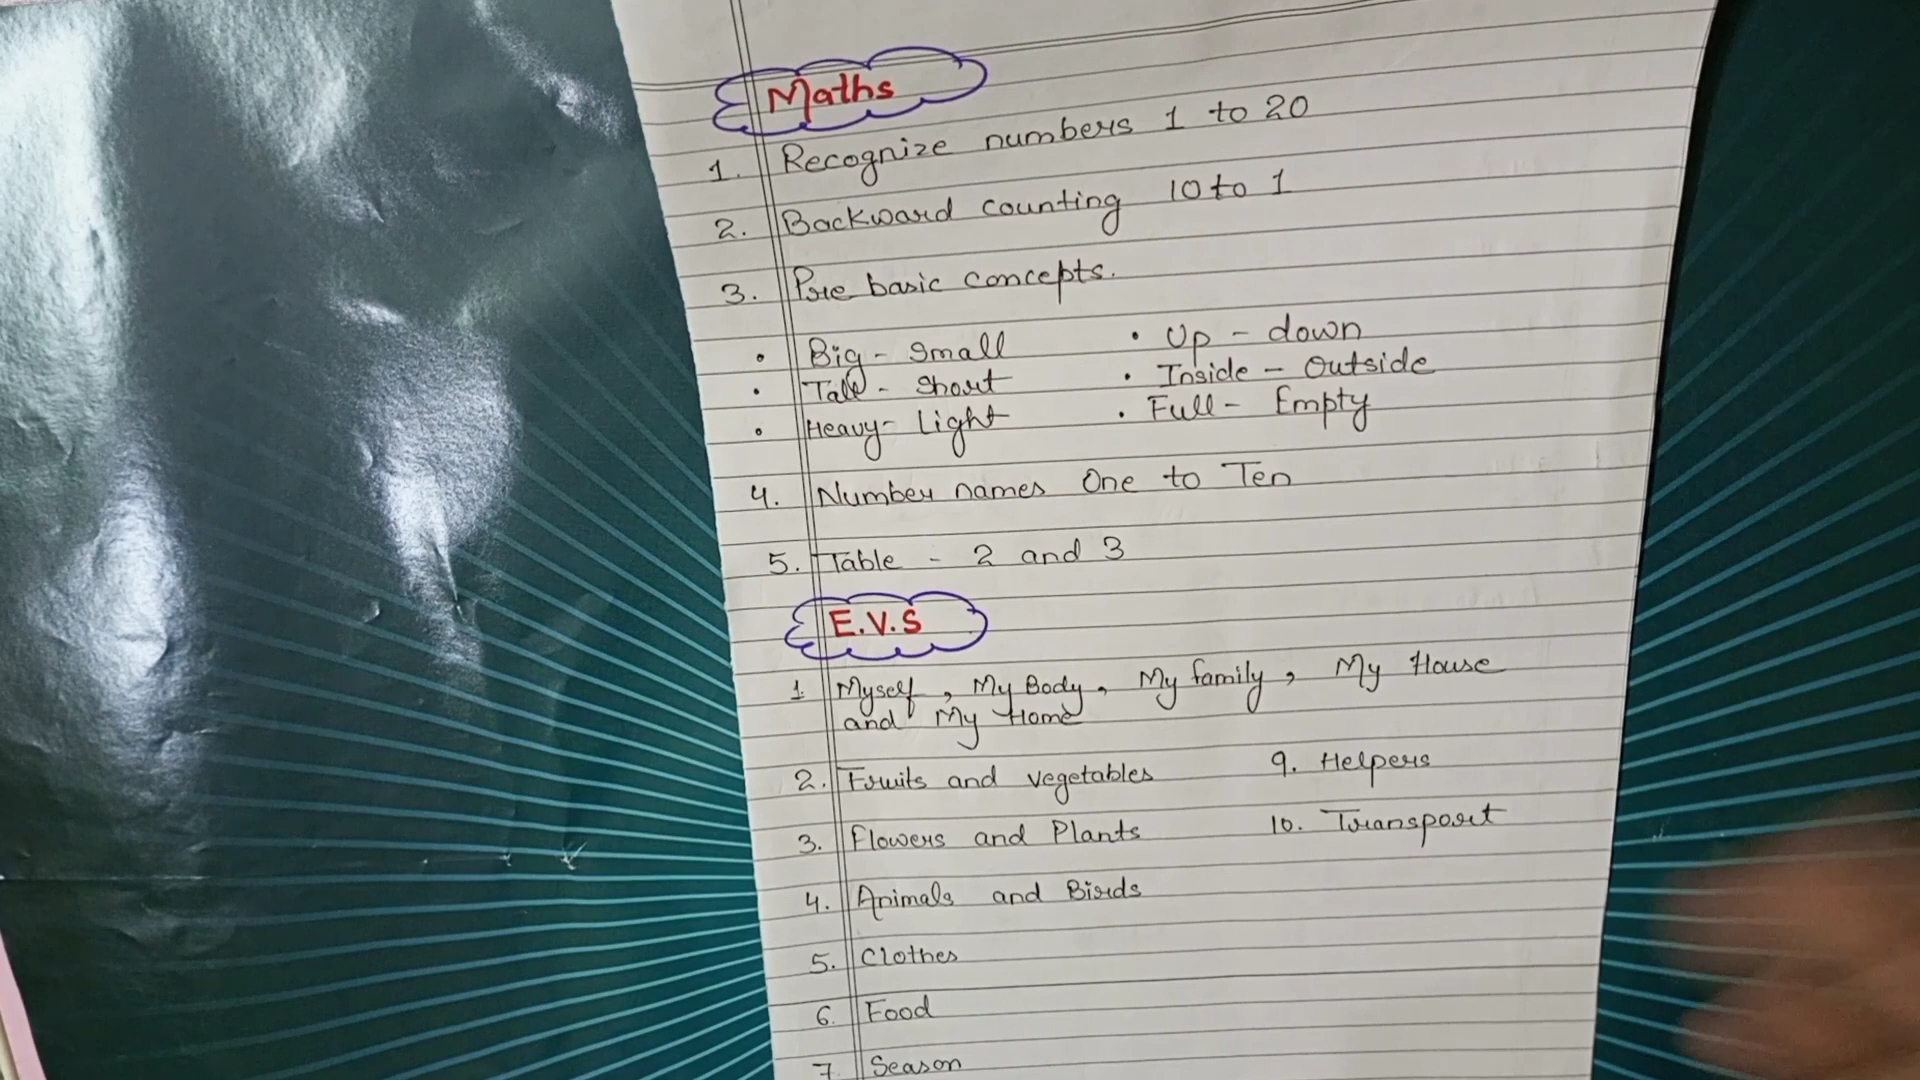 Maths
1. Recognize numbers 1 to 20
2. Backward counting 10 to 1
3. Pre basic concepts.
• Big - Small • Up - down
• Tall - Short • Inside - Outside
• Heavy - Light • Full - Empty
4. Number names One to Ten
5. Table - 2 and 3
E.V.S
1. Myself, My Body, My family, My House
and My Home
2. Fruits and vegetables 9. Helpers
3. Flowers and Plants 10. Transport
4. Animals and Birds
5. Clothes
6. Food
7. Season